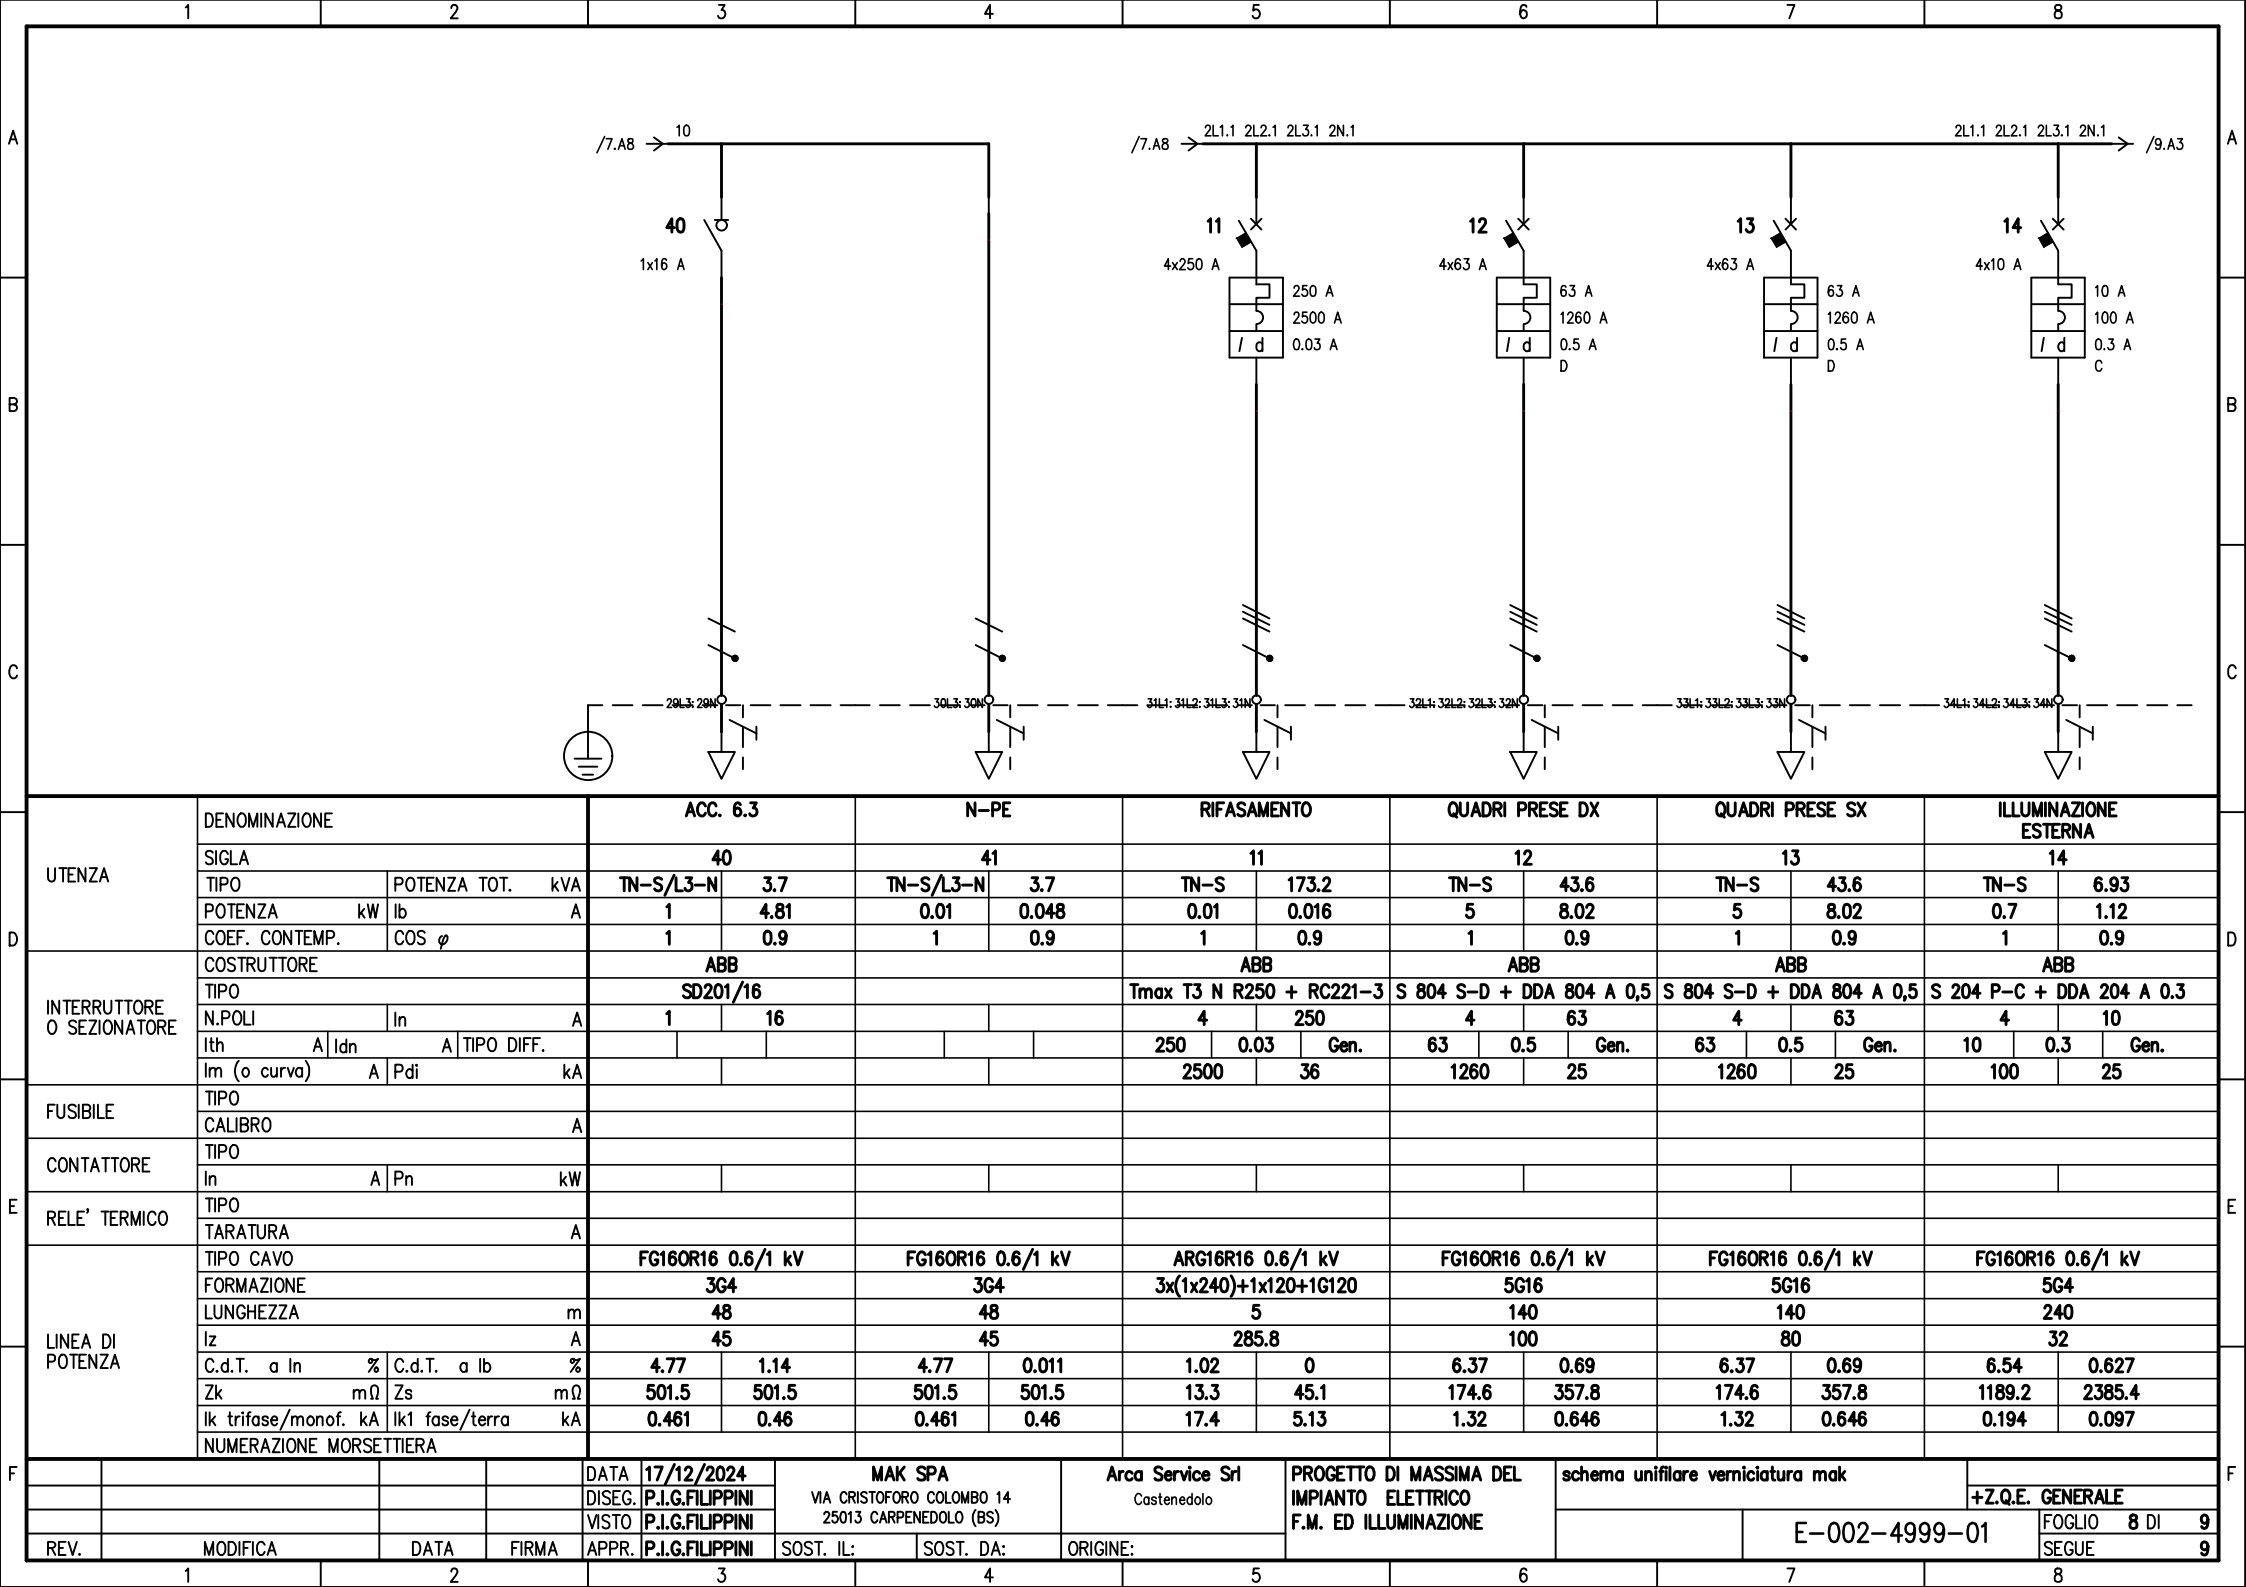 1 2 3 4 5 6 7 8
A 10 2L1.1 2L2.1 2L3.1 2N.1 2L1.1 2L2.1 2L3.1 2N.1 A
/7.A8 /7.A8 /9.A3
40 11 12 13 14
1x16 A 4x250 A 4x63 A 4x63 A 4x10 A
250 A 63 A 63 A 10 A
2500 A 1260 A 1260 A 100 A
I d 0.03 A I d 0.5 A I d 0.5 A I d 0.3 A
D D C
B B
C C
29L3:29N 30L3:30N 31L1:31L2:31L3:31N 32L1:32L2:32L3:32N 33L1:33L2:33L3:33N 34L1:34L2:34L3:34N
UTENZA
DENOMINAZIONE ACC. 6.3 N-PE RIFASAMENTO QUADRI PRESE DX QUADRI PRESE SX ILLUMINAZIONE
ESTERNA
SIGLA 40 41 11 12 13 14
TIPO POTENZA TOT. kVA TN-S/L3-N 3.7 TN-S/L3-N 3.7 TN-S 173.2 TN-S 43.6 TN-S 43.6 TN-S 6.93
POTENZA kW Ib A 1 4.81 0.01 0.048 0.01 0.016 5 8.02 5 8.02 0.7 1.12
D COEF. CONTEMP. COS φ 1 0.9 1 0.9 1 0.9 1 0.9 1 0.9 1 0.9 D
INTERRUTTORE
O SEZIONATORE
COSTRUTTORE ABB ABB ABB ABB ABB
TIPO SD201/16 Tmax T3 N R250 + RC221-3 S 804 S-D + DDA 804 A 0,5 S 804 S-D + DDA 804 A 0,5 S 204 P-C + DDA 204 A 0.3
N.POLI In A 1 16 4 250 4 63 4 63 4 10
Ith A Idn A TIPO DIFF. 250 0.03 Gen. 63 0.5 Gen. 63 0.5 Gen. 10 0.3 Gen.
Im (o curva) A Pdi kA 2500 36 1260 25 1260 25 100 25
FUSIBILE
TIPO
CALIBRO A
CONTATTORE
TIPO
In A Pn kW
E RELE' TERMICO E
TIPO
TARATURA A
LINEA DI
POTENZA
TIPO CAVO FG16OR16 0.6/1 kV FG16OR16 0.6/1 kV ARG16R16 0.6/1 kV FG16OR16 0.6/1 kV FG16OR16 0.6/1 kV FG16OR16 0.6/1 kV
FORMAZIONE 3G4 3G4 3x(1x240)+1x120+1G120 5G16 5G16 5G4
LUNGHEZZA m 48 48 5 140 140 240
Iz A 45 45 285.8 100 80 32
C.d.T. a In % C.d.T. a Ib % 4.77 1.14 4.77 0.011 1.02 0 6.37 0.69 6.37 0.69 6.54 0.627
Zk mΩ Zs mΩ 501.5 501.5 501.5 501.5 13.3 45.1 174.6 357.8 174.6 357.8 1189.2 2385.4
Ik trifase/monof. kA Ik1 fase/terra kA 0.461 0.46 0.461 0.46 17.4 5.13 1.32 0.646 1.32 0.646 0.194 0.097
NUMERAZIONE MORSETTIERA
F F
DATA 17/12/2024 MAK SPA Arca Service Srl PROGETTO DI MASSIMA DEL schema unifilare verniciatura mak
DISEG. P.I.G.FILIPPINI VIA CRISTOFORO COLOMBO 14 Castenedolo IMPIANTO ELETTRICO +Z.Q.E. GENERALE
VISTO P.I.G.FILIPPINI 25013 CARPENEDOLO (BS) F.M. ED ILLUMINAZIONE E-002-4999-01 FOGLIO 8 DI 9
REV. MODIFICA DATA FIRMA APPR. P.I.G.FILIPPINI SOST. IL: SOST. DA: ORIGINE: SEGUE 9
1 2 3 4 5 6 7 8